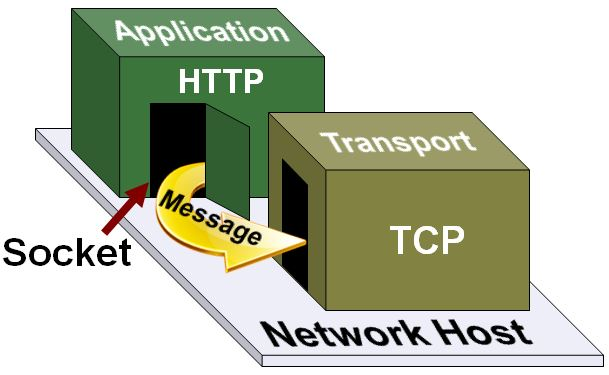 Application
HTTP
Transport
Message
TCP
Socket
Network Host